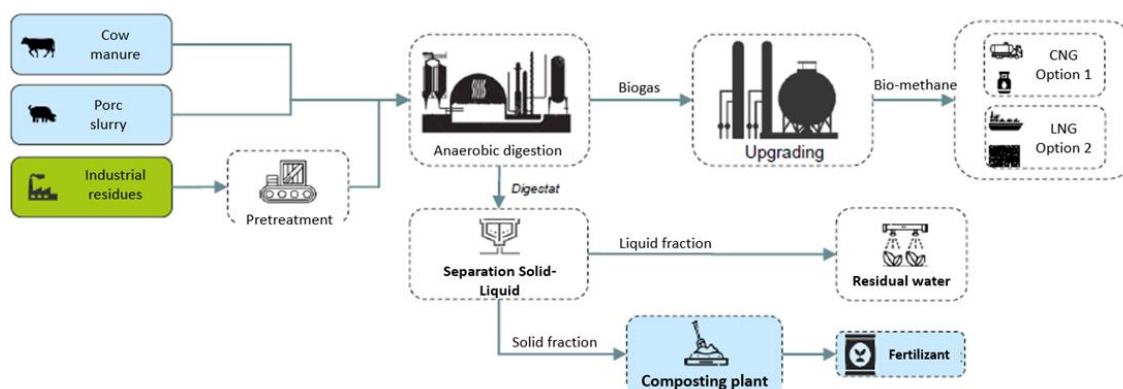 Cow
manure
Porc
slurry
Industrial
residues
Pretreatment
Anaerobic digestion
Biogas
Upgrading
Bio-methane
CNG
Option 1
LNG
Option 2
Digestat
Separation Solid-
Liquid
Liquid fraction
Residual water
Solid fraction
Composting plant
Fertilizant